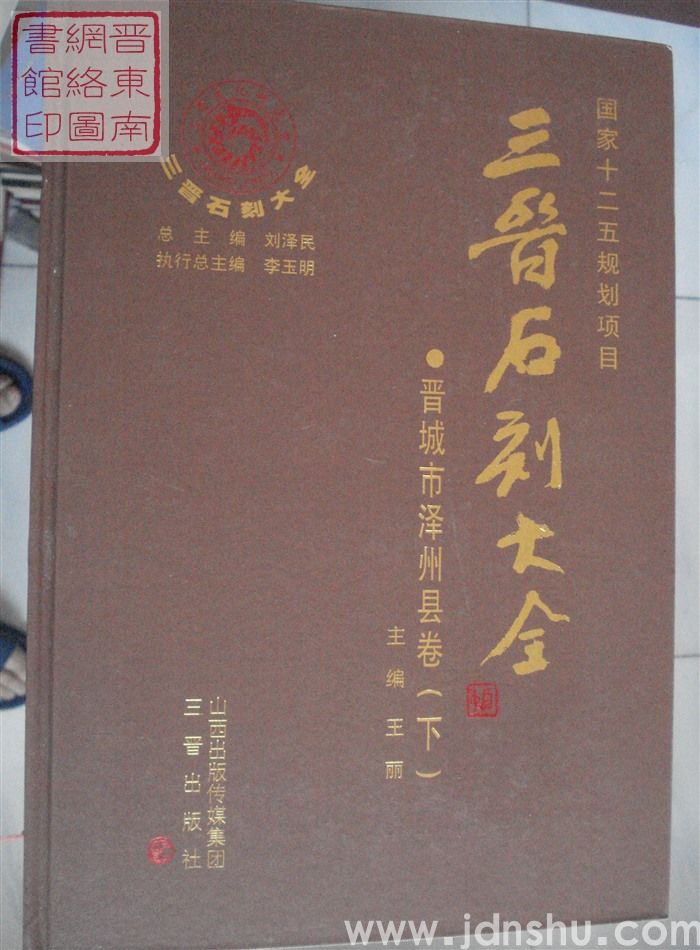 晋東南
網絡圖
書館印
国家十二五规划项目
三晋石刻大全
●晋城市泽州县卷（下）
主编 王丽
三晋石刻大全
总主编 刘泽民
执行总主编 李玉明
山西出版传媒集团
三晋出版社
www.jdnshu.com